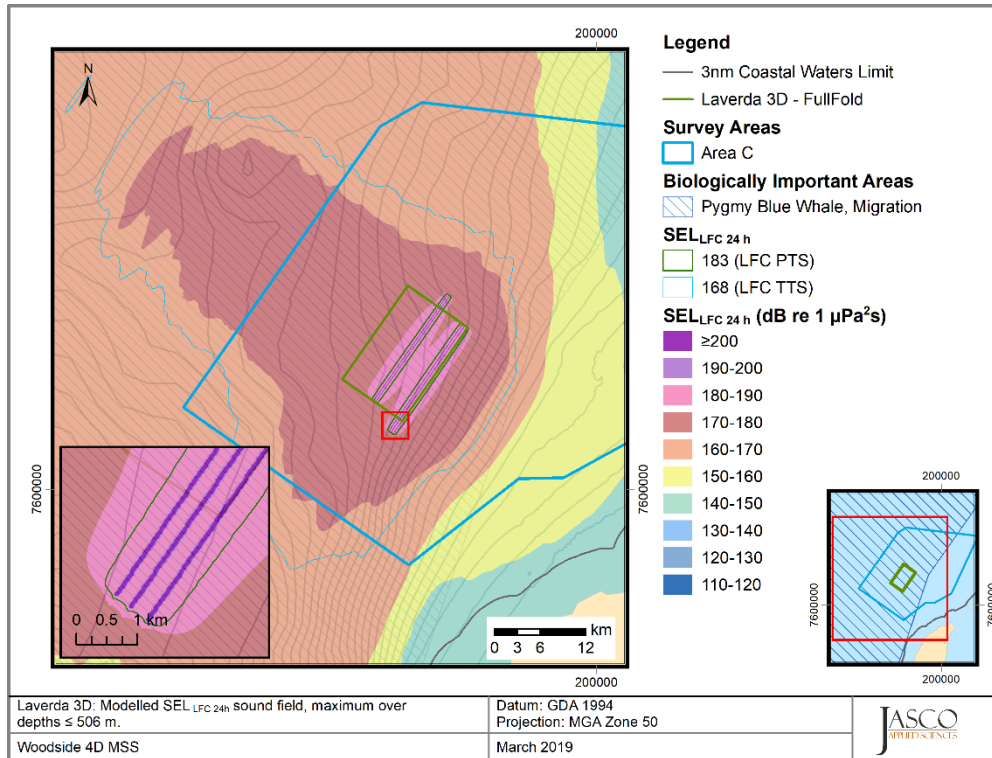 200000
N
7600000
7600000
0 0.5 1 km
km
0 3 6 12
200000
Legend
3nm Coastal Waters Limit
Laverda 3D - FullFold
Survey Areas
Area C
Biologically Important Areas
Pygmy Blue Whale, Migration
SEL LFC 24 h
183 (LFC PTS)
168 (LFC TTS)
SEL LFC 24 h (dB re 1 µPa²s)
≥200
190-200
180-190
170-180
160-170
150-160
140-150
130-140
120-130
110-120
200000
7600000
7600000
200000
Laverda 3D: Modelled SEL LFC 24h sound field, maximum over
depths ≤ 506 m.
Woodside 4D MSS
Datum: GDA 1994
Projection: MGA Zone 50
March 2019
JASCO
APPLIED SCIENCES